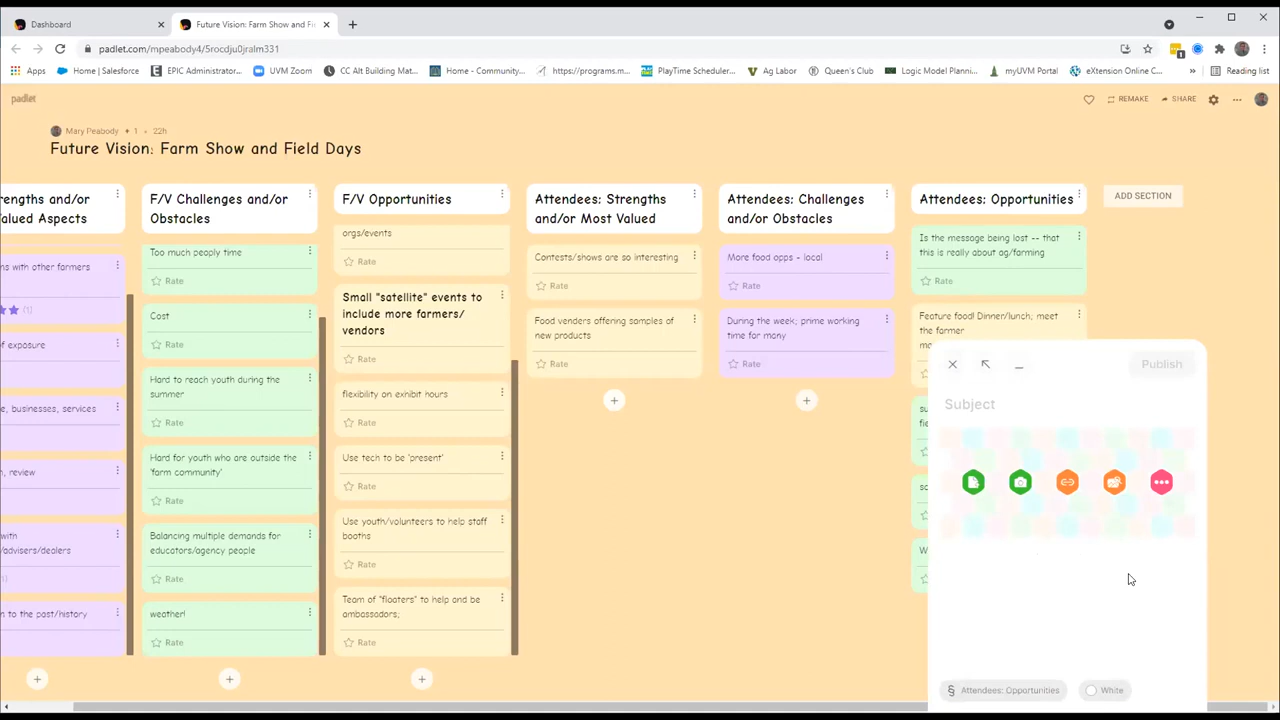 Dashboard
Future Vision: Farm Show and Fi
padlet.com/mpeabody4/5rocdju0jralm331
1
Apps
Home | Salesforce
EPIC Administrator...
UVM Zoom
CC Alt Building Mat...
Home - Community...
https://programs.m...
PlayTime Scheduler...
Ag Labor
Queen's Club
Logic Model Planni...
myUVM Portal
eXtension Online C...
»
Reading list
padlet
REMAKE
SHARE
Mary Peabody + 1 • 22h
Future Vision: Farm Show and Field Days
rengths and/or
alued Aspects
ns with other farmers
(1)
of exposure
e, businesses, services
n, review
with
/advisers/dealers
(1)
n to the past/history
F/V Challenges and/or
Obstacles
Too much people time
Rate
Cost
Rate
Hard to reach youth during the
summer
Rate
Hard for youth who are outside the
'farm community'
Rate
Balancing multiple demands for
educators/agency people
Rate
weather!
Rate
F/V Opportunities
orgs/events
Rate
Small "satellite" events to
include more farmers/
vendors
Rate
flexibility on exhibit hours
Rate
Use tech to be 'present'
Rate
Use youth/volunteers to help staff
booths
Rate
Team of "floaters" to help and be
ambassadors;
Rate
Attendees: Strengths
and/or Most Valued
Contests/shows are so interesting
Rate
Food venders offering samples of
new products
Rate
Attendees: Challenges
and/or Obstacles
More food opps - local
Rate
During the week; prime working
time for many
Rate
Attendees: Opportunities
Is the message being lost -- that
this is really about ag/farming
Rate
Feature food! Dinner/lunch; meet
the farmer
ADD SECTION
Publish
Subject
Attendees: Opportunities
White